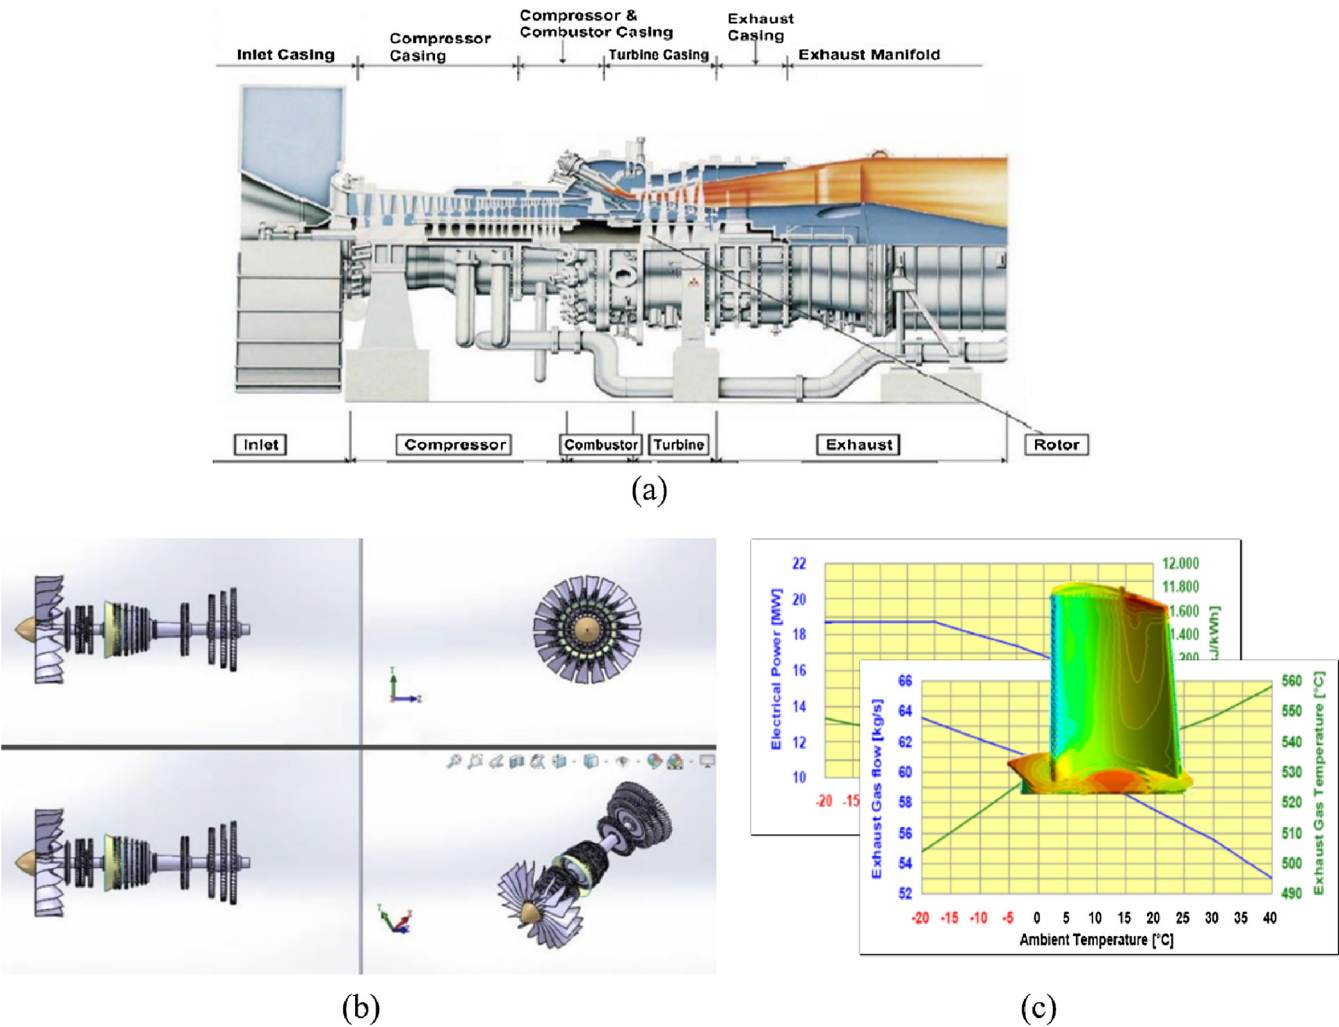 Compressor &
Combustor Casing
Exhaust
Casing
Compressor
Casing
Inlet Casing
Turbine Casing
Exhaust Manifold
Inlet
Compressor
Combustor
Turbine
Exhaust
Rotor
(a)
(b)
Electrical Power [MW]
22
20
18
16
14
12
10
-20
12.000
11.800
1.600
1.400
200
J/kWh]
Exhaust Gas flow [kg/s]
66
64
62
60
58
56
54
52
560
550
540
530
520
510
500
490
Exhaust Gas Temperature [°C]
-20 -15 -10 -5 0 5 10 15 20 25 30 35 40
Ambient Temperature [°C]
(c)